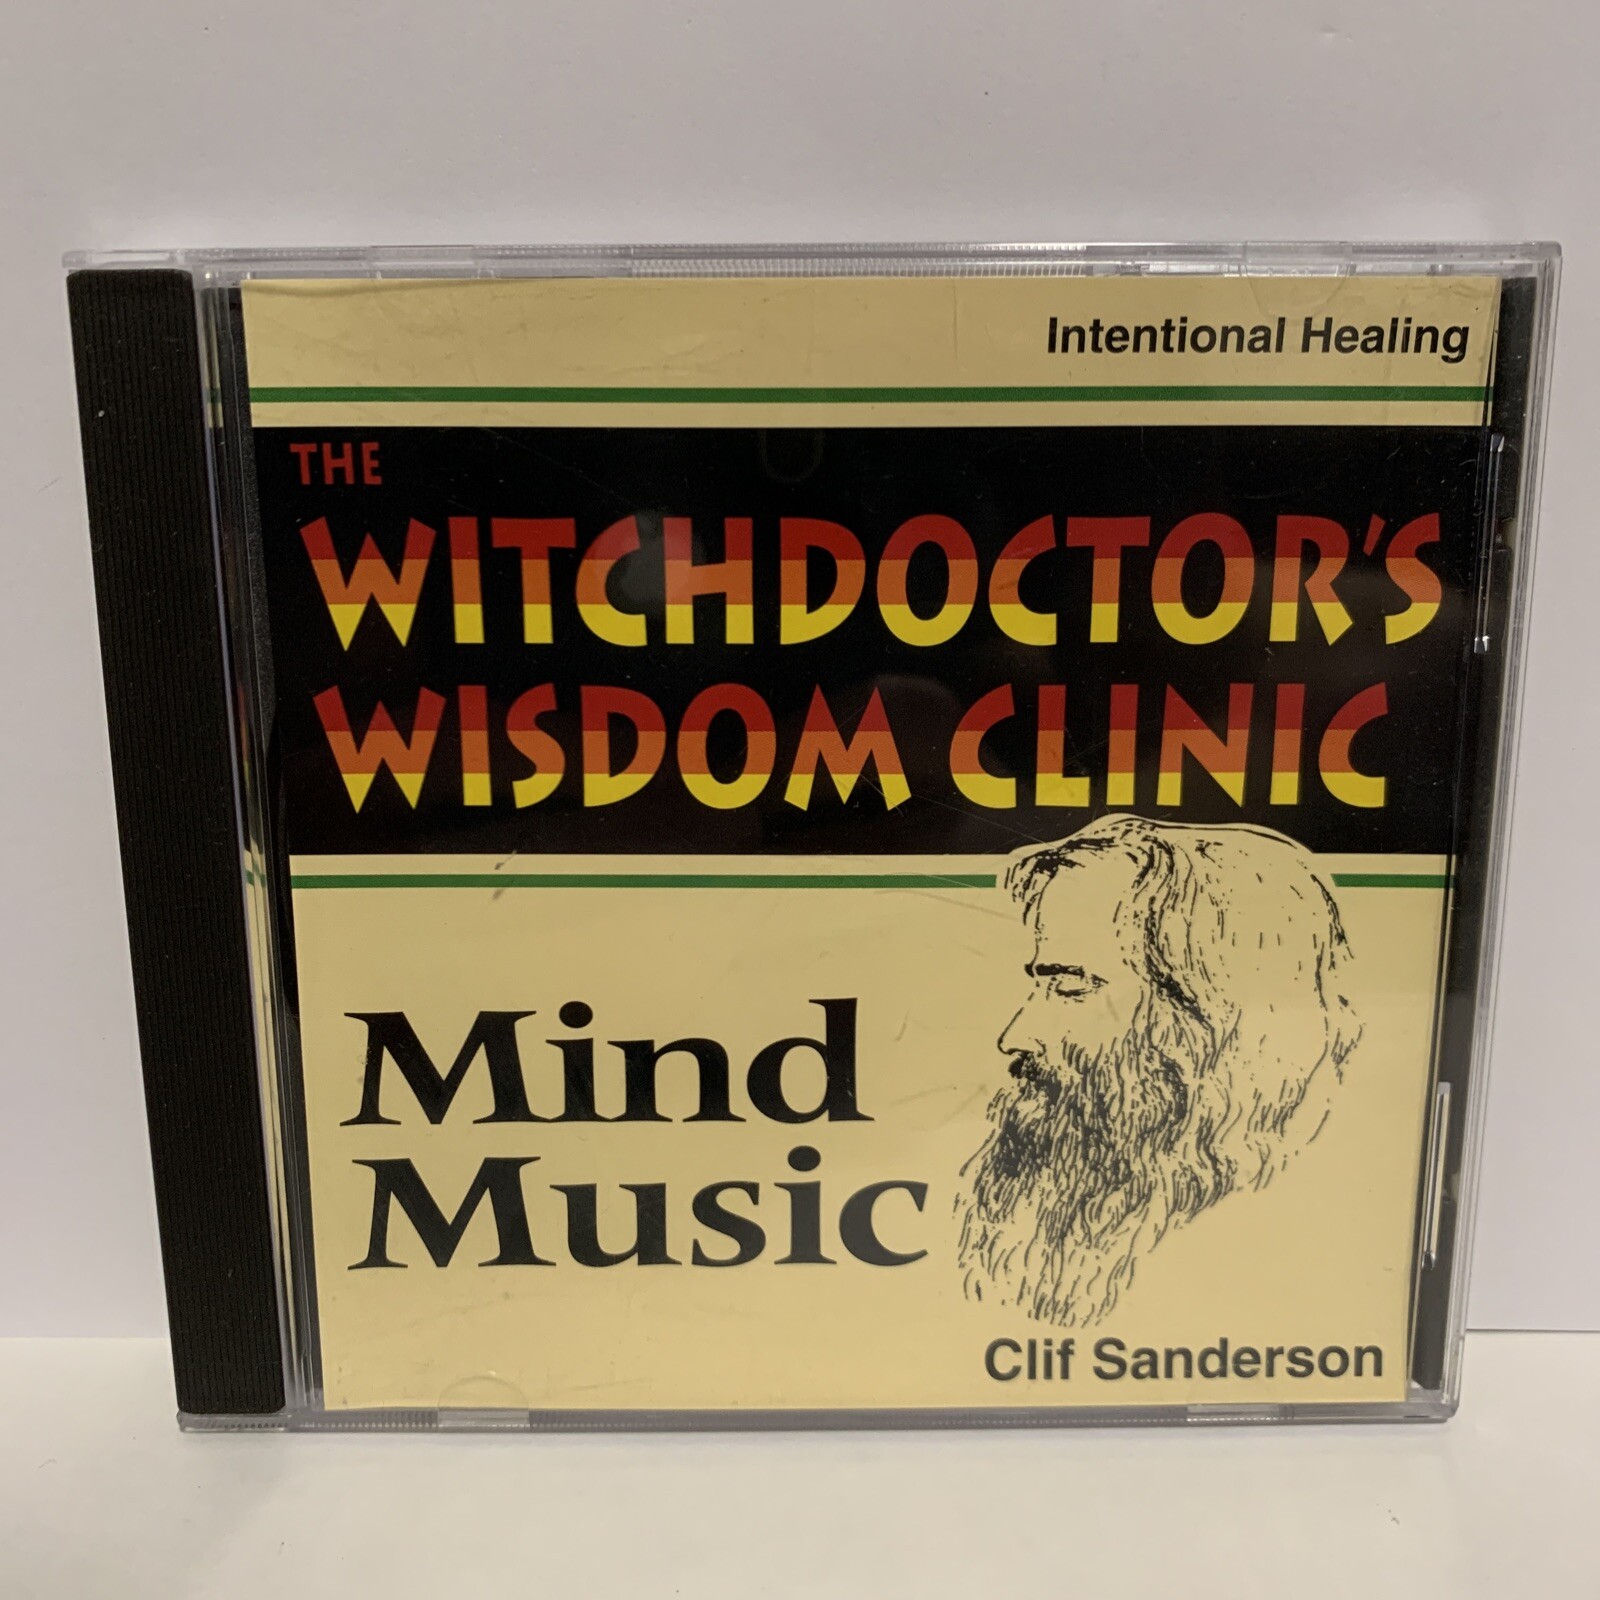 Intentional Healing
THE
WITCHDOCTOR'S
WISDOM CLINIC
Mind
Music
Clif Sanderson